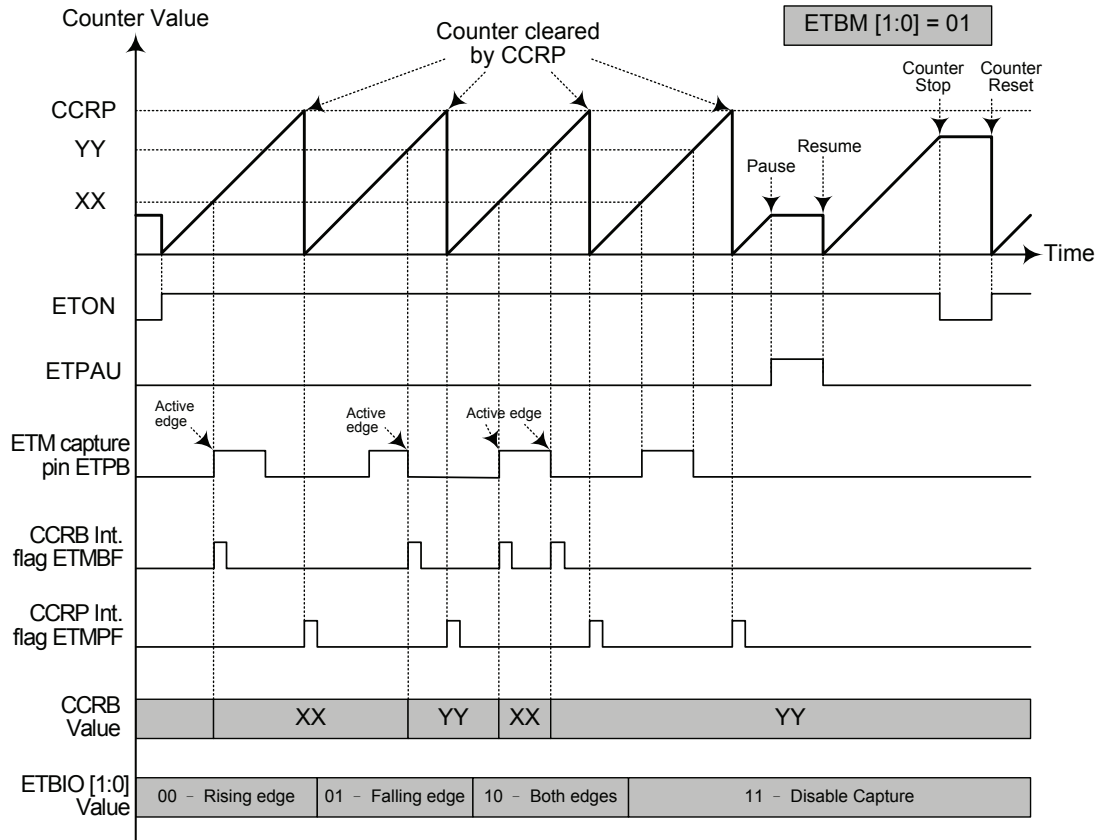 Counter Value
Counter cleared
by CCRP
ETBM [1:0] = 01
Counter
Stop
Counter
Reset
CCRP
YY
XX
Pause
Resume
Time
ETON
ETPAU
ETM capture
pin ETPB
Active
edge
Active
edge
Active edge
CCRB Int.
flag ETMBF
CCRP Int.
flag ETMPF
CCRB
Value
XX
YY
XX
YY
ETBIO [1:0]
Value
00 – Rising edge
01 – Falling edge
10 – Both edges
11 – Disable Capture